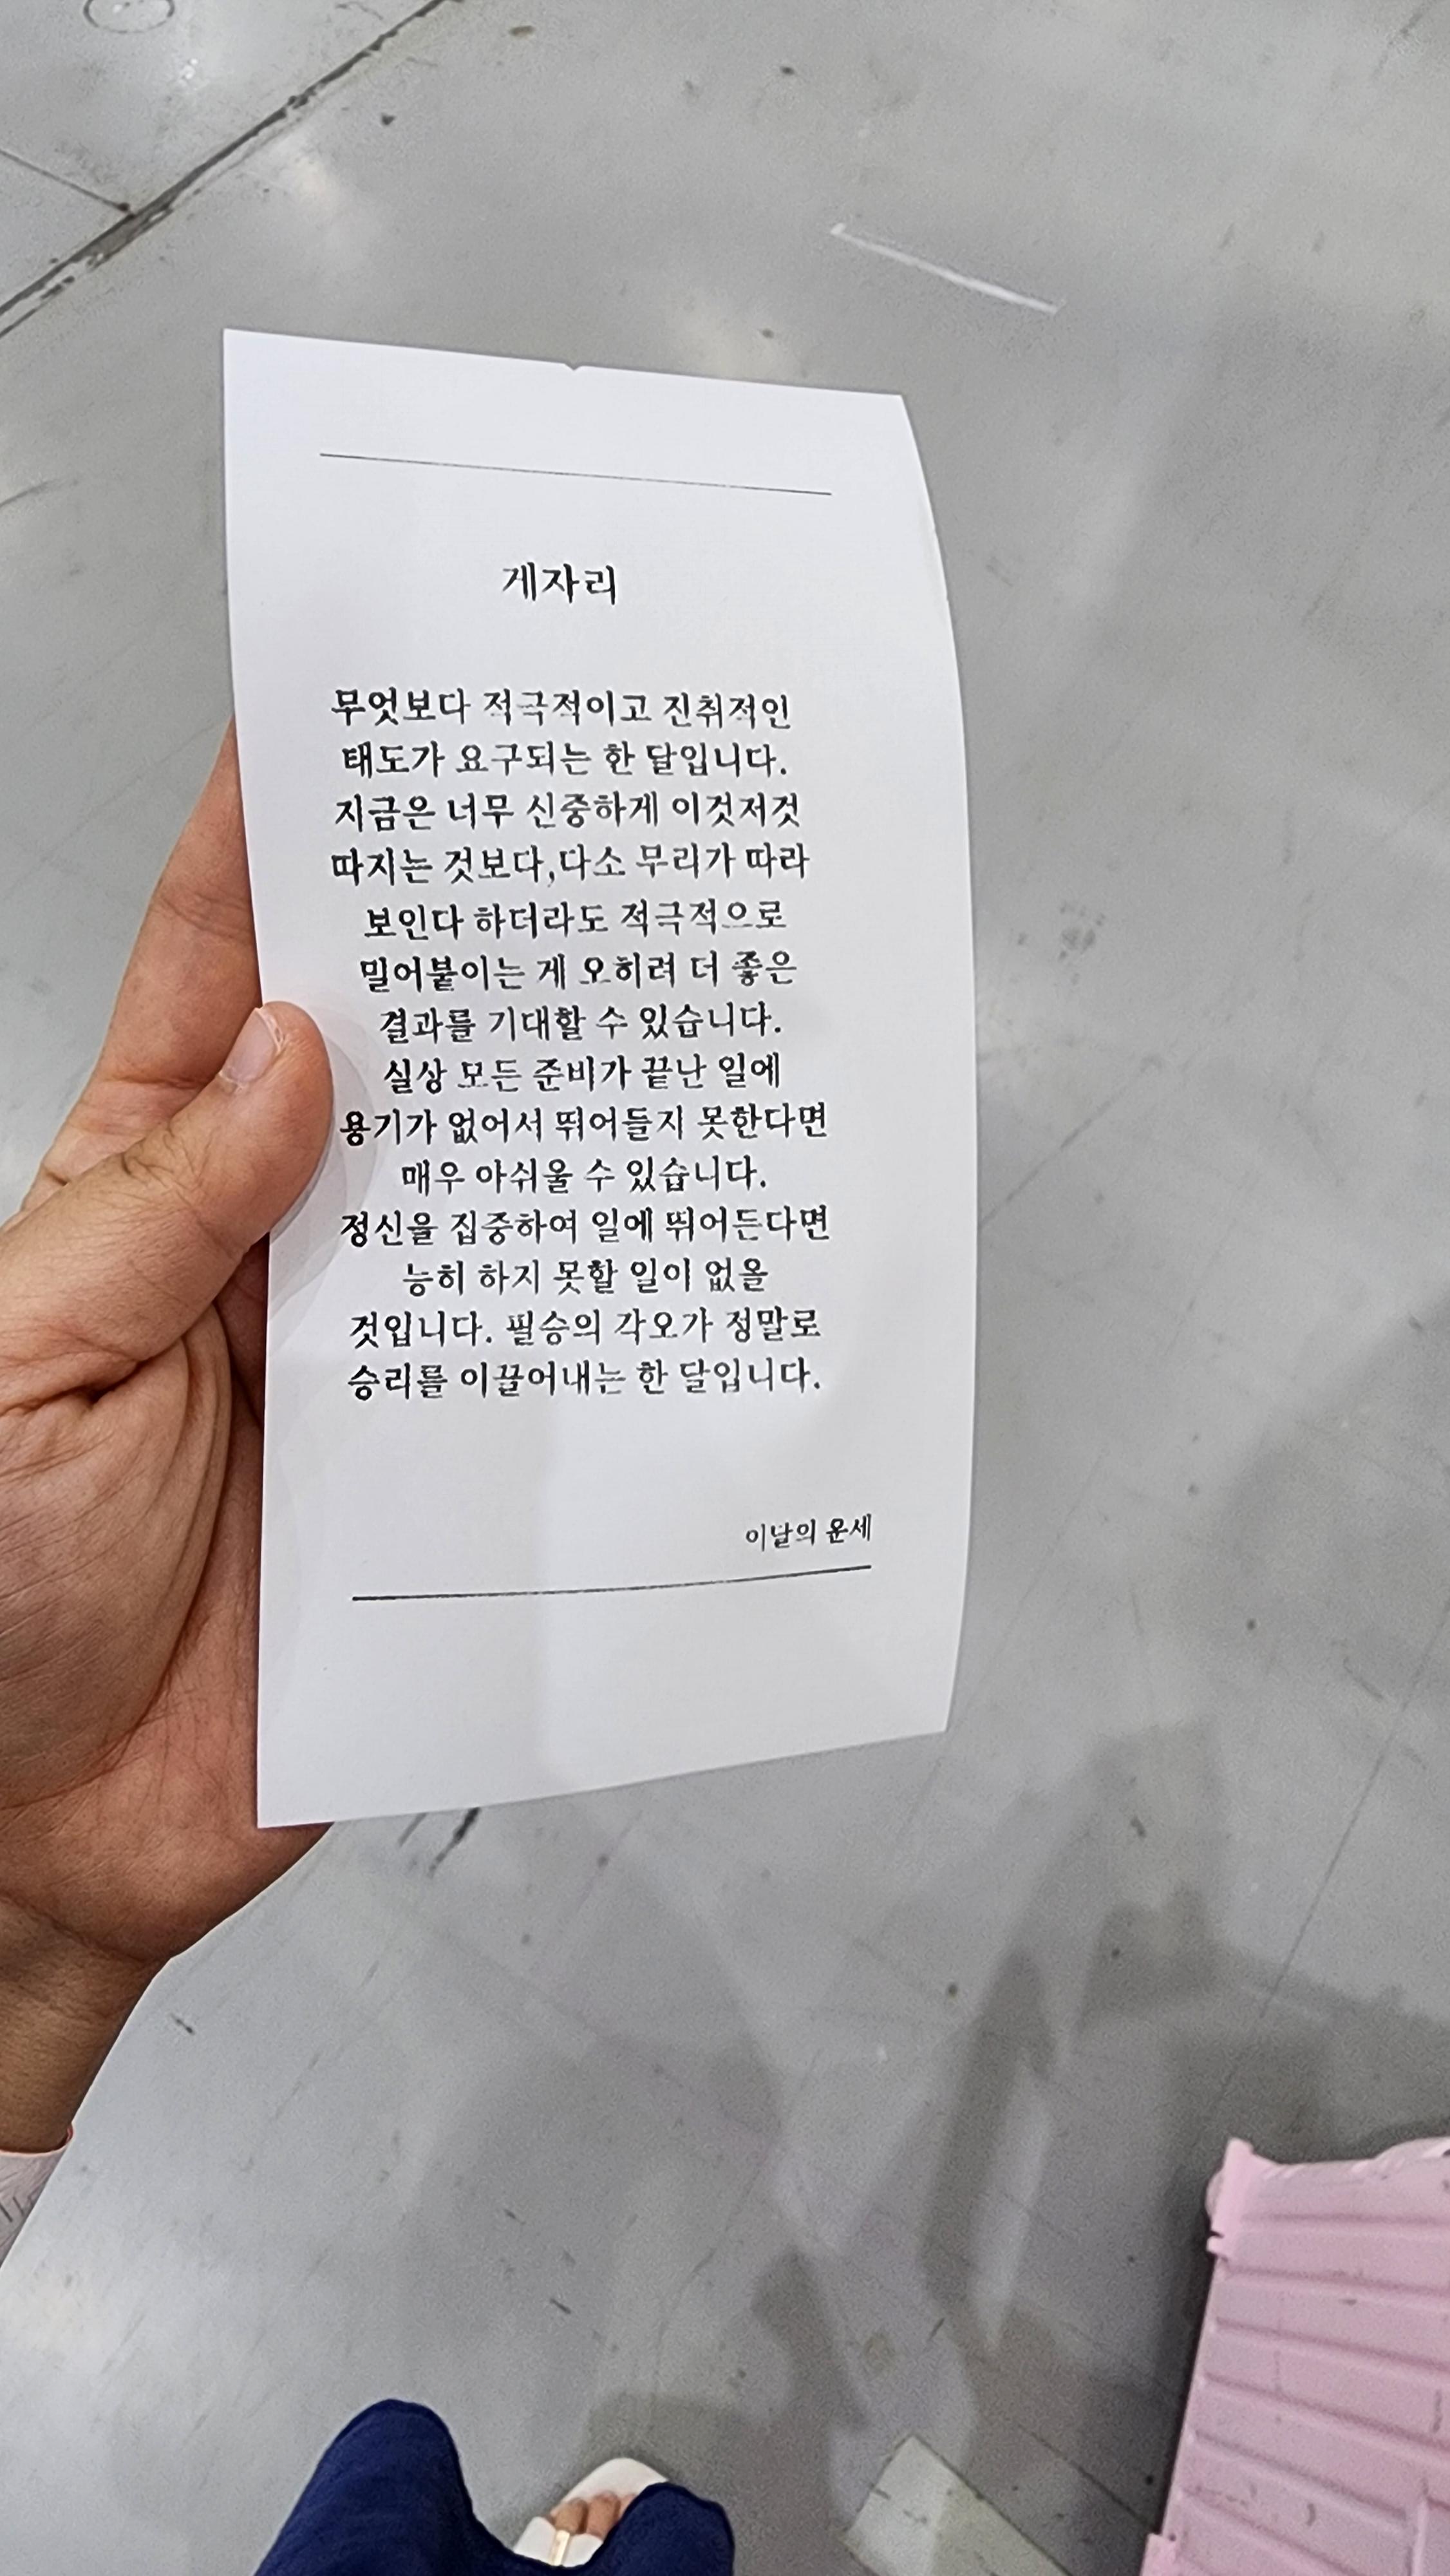 게자리
무엇보다 적극적이고 진취적인
태도가 요구되는 한 달입니다.
지금은 너무 신중하게 이것저것
따지는 것보다,다소 무리가 따라
보인다 하더라도 적극적으로
밀어붙이는 게 오히려 더 좋은
결과를 기대할 수 있습니다.
실상 모든 준비가 끝난 일에
용기가 없어서 뛰어들지 못한다면
매우 아쉬울 수 있습니다.
정신을 집중하여 일에 뛰어든다면
능히 하지 못할 일이 없을
것입니다. 필승의 각오가 정말로
승리를 이끌어내는 한 달입니다.
이날의 운세